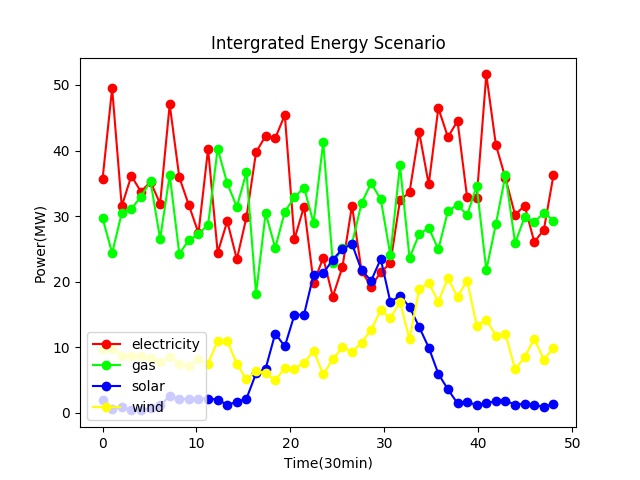 Intergrated Energy Scenario
Power(MW)
50
40
30
20
10
0
electricity
gas
solar
wind
0 10 20 30 40 50
Time(30min)